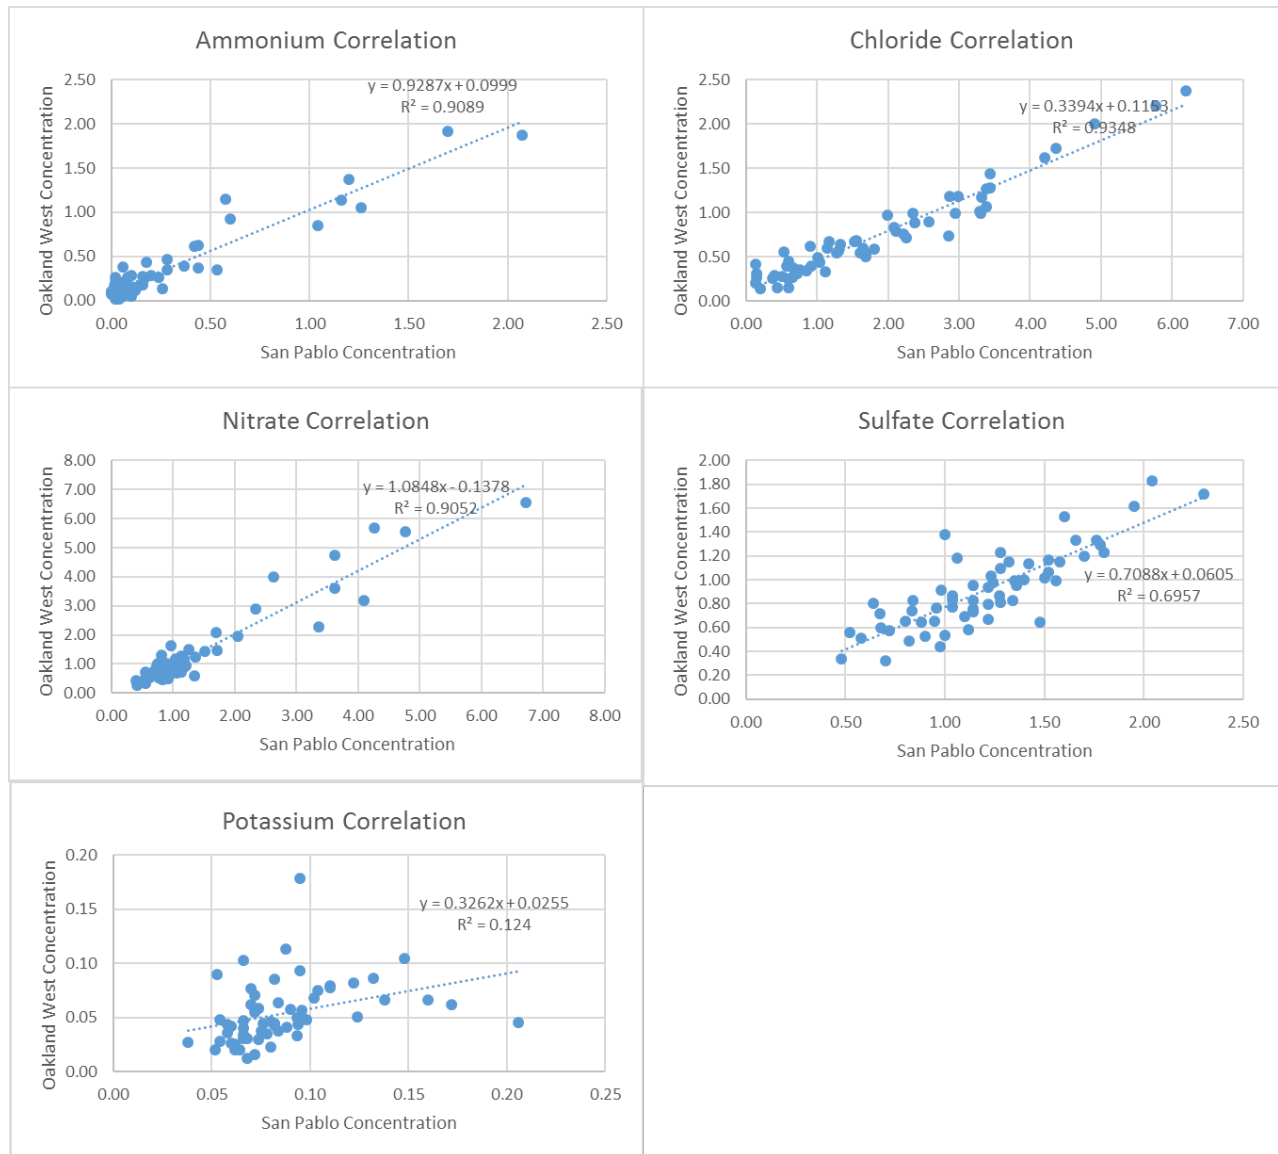 Ammonium Correlation
Oakland West Concentration
2.50
2.00
1.50
1.00
0.50
0.00
y = 0.9287x + 0.0999
R² = 0.9089
0.00 0.50 1.00 1.50 2.00 2.50
San Pablo Concentration
Chloride Correlation
Oakland West Concentration
2.50
2.00
1.50
1.00
0.50
0.00
y = 0.3394x + 0.1153
R² = 0.9348
0.00 1.00 2.00 3.00 4.00 5.00 6.00 7.00
San Pablo Concentration
Nitrate Correlation
Oakland West Concentration
8.00
7.00
6.00
5.00
4.00
3.00
2.00
1.00
0.00
y = 1.0848x - 0.1378
R² = 0.9052
0.00 1.00 2.00 3.00 4.00 5.00 6.00 7.00 8.00
San Pablo Concentration
Sulfate Correlation
Oakland West Concentration
2.00
1.80
1.60
1.40
1.20
1.00
0.80
0.60
0.40
0.20
0.00
y = 0.7088x + 0.0605
R² = 0.6957
0.00 0.50 1.00 1.50 2.00 2.50
San Pablo Concentration
Potassium Correlation
Oakland West Concentration
0.20
0.15
0.10
0.05
0.00
y = 0.3262x + 0.0255
R² = 0.124
0.00 0.05 0.10 0.15 0.20 0.25
San Pablo Concentration